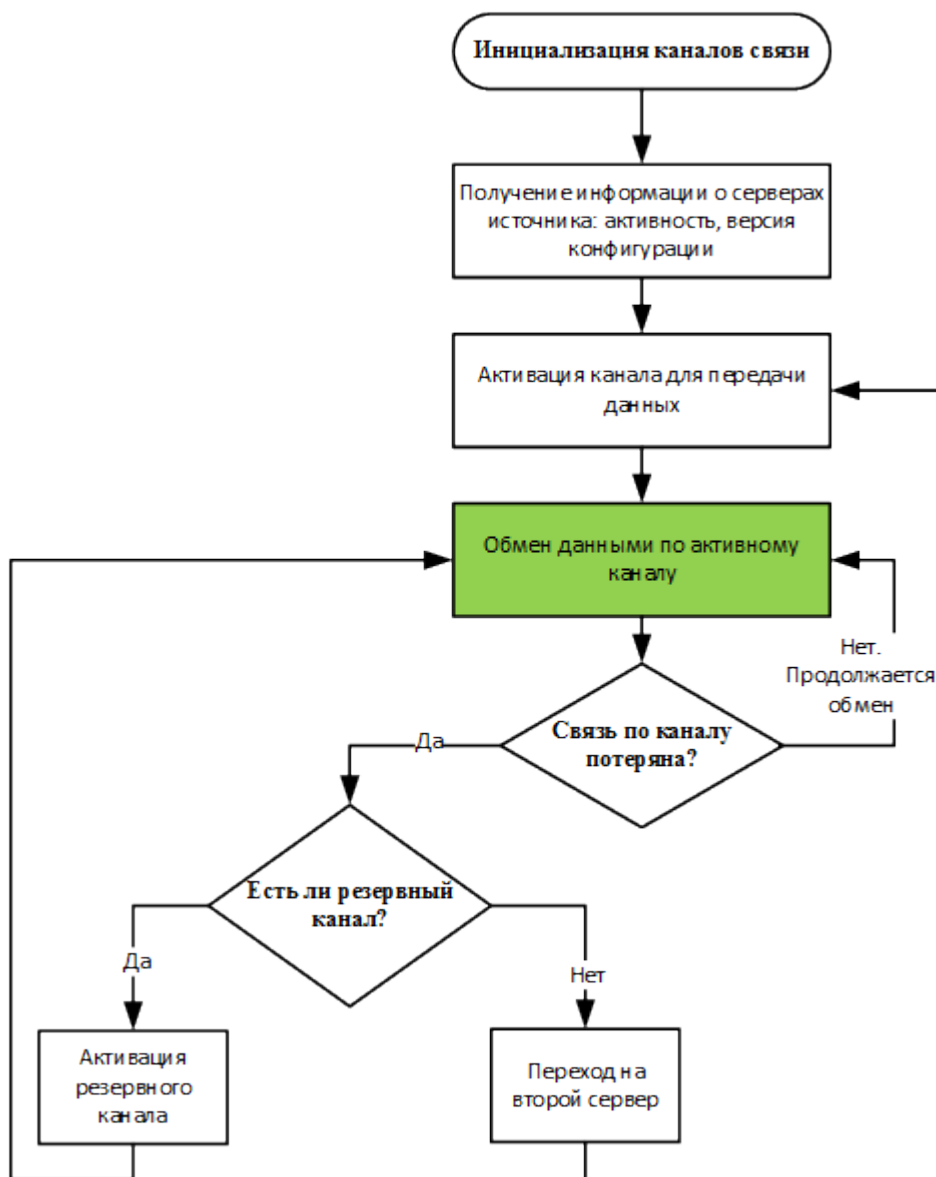 Инициализация каналов связи
Получение информации о серверах
источника: активность, версия
конфигурации
Активация канала для передачи
данных
Обмен данными по активному
каналу
Нет.
Продолжается
обмен
Связь по каналу
потеряна?
Да
Есть ли резервный
канал?
Да
Нет
Активация
резервного
канала
Переход на
второй сервер